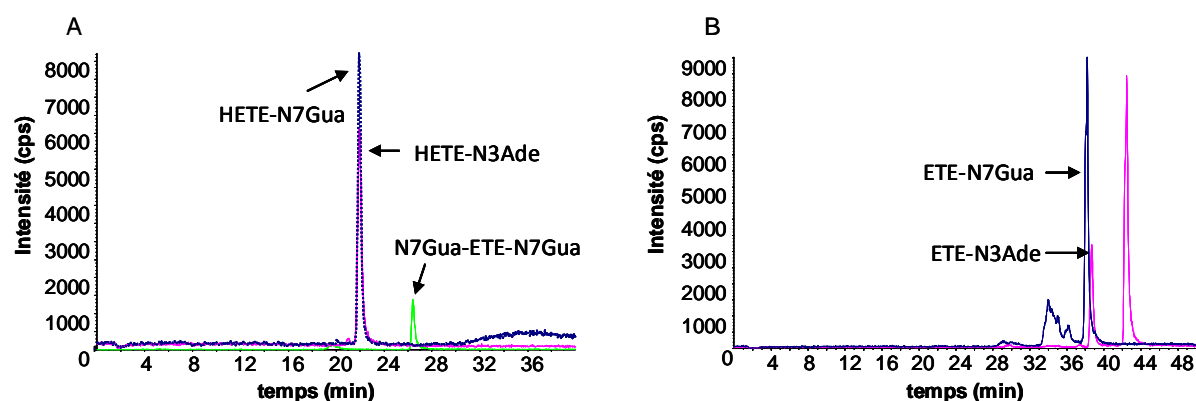 A
Intensité (cps)
8000
7000
6000
5000
4000
3000
2000
1000
0
HETE-N7Gua
HETE-N3Ade
N7Gua-ETE-N7Gua
4 8 12 16 20 24 28 32 36
temps (min)
B
Intensité (cps)
9000
8000
7000
6000
5000
4000
3000
2000
1000
0
ETE-N7Gua
ETE-N3Ade
0 4 8 12 16 20 24 28 32 36 40 44 48
temps (min)